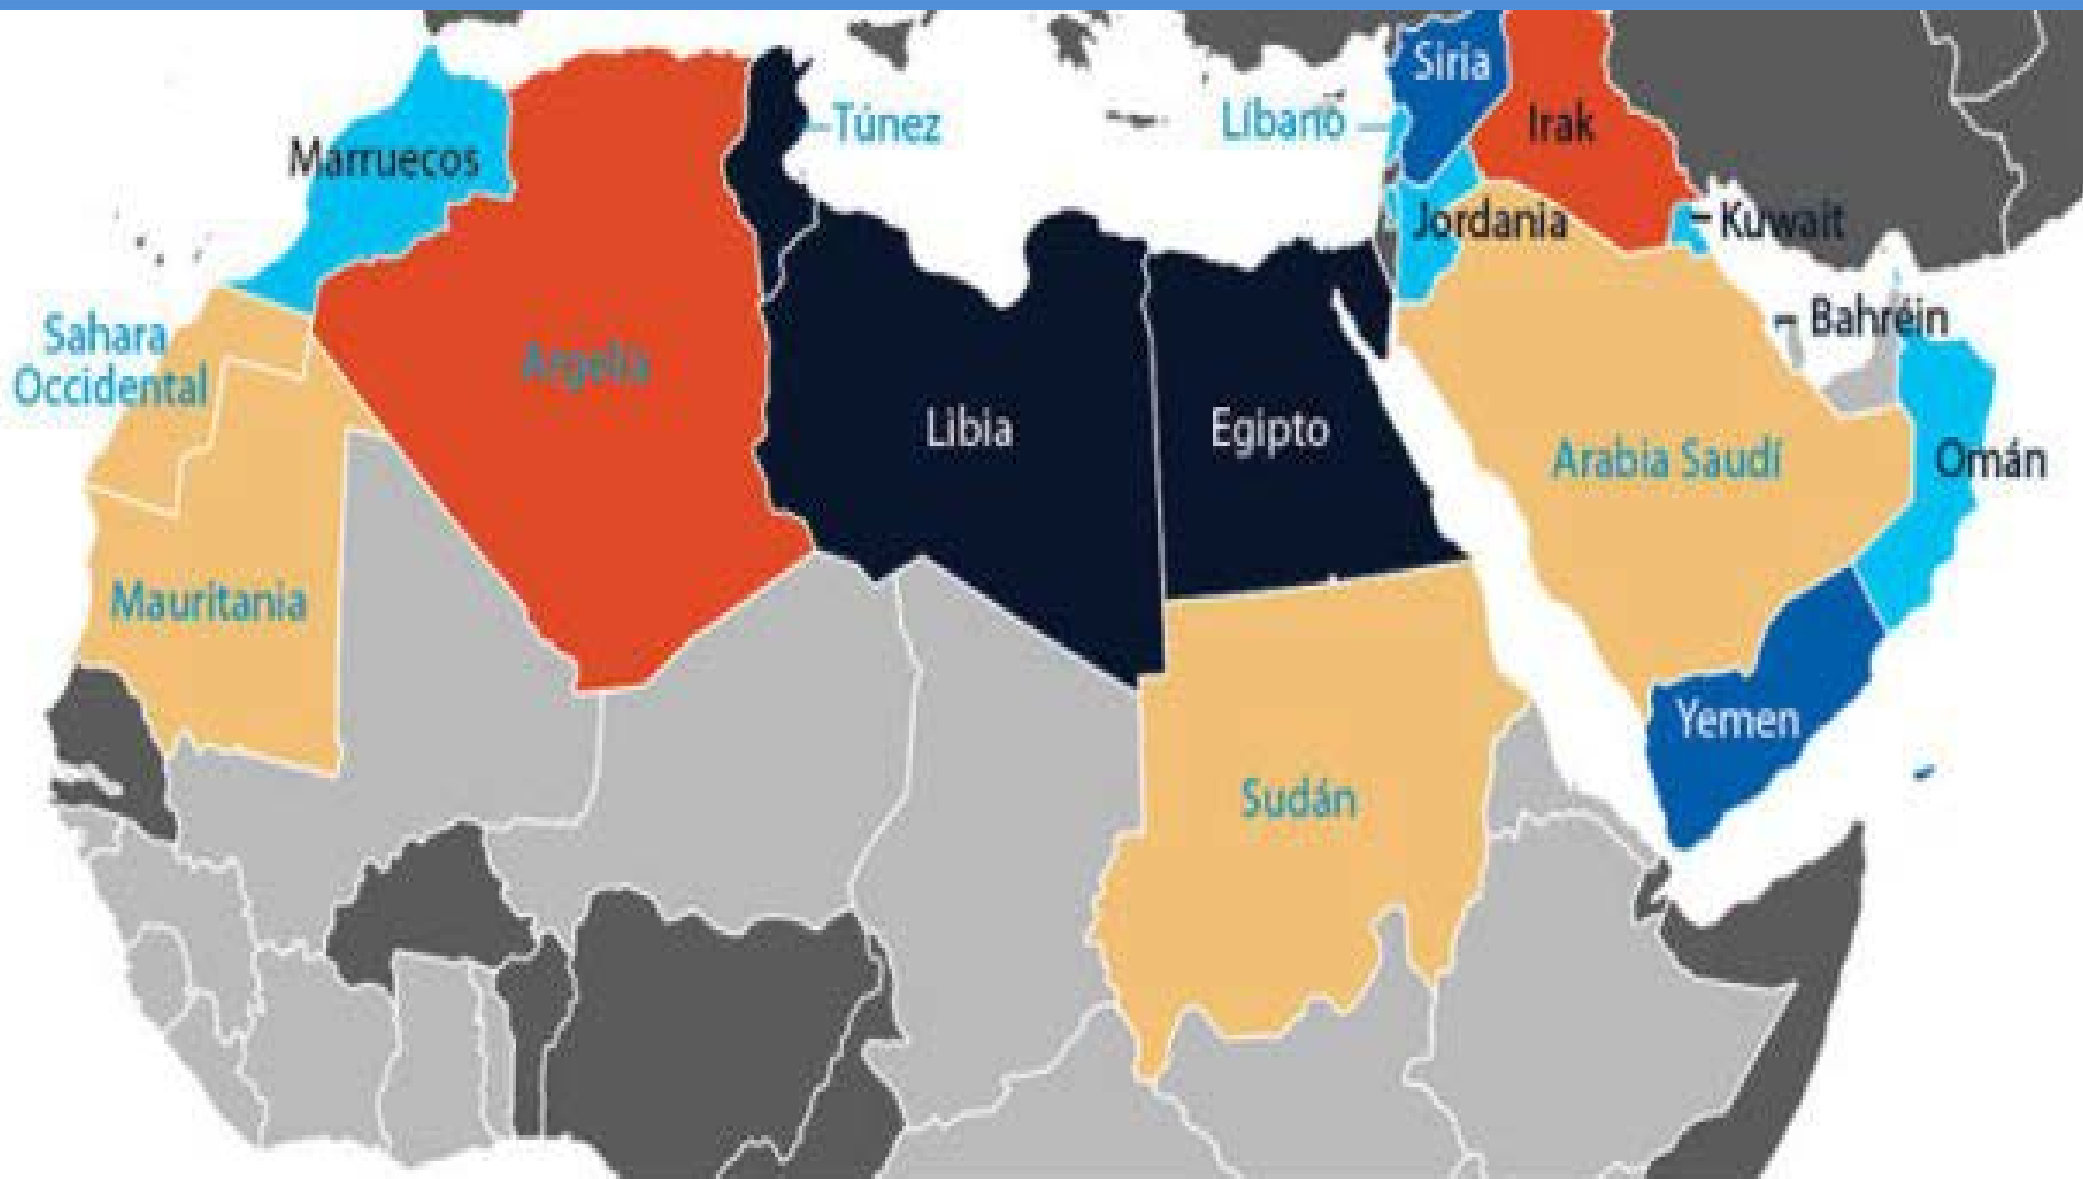 Siria
Túnez
Líbano
Irak
Marruecos
Jordania
Kuwait
Bahréin
Sahara
Occidental
Argelia
Libia
Egipto
Arabia Saudí
Omán
Mauritania
Yemen
Sudán